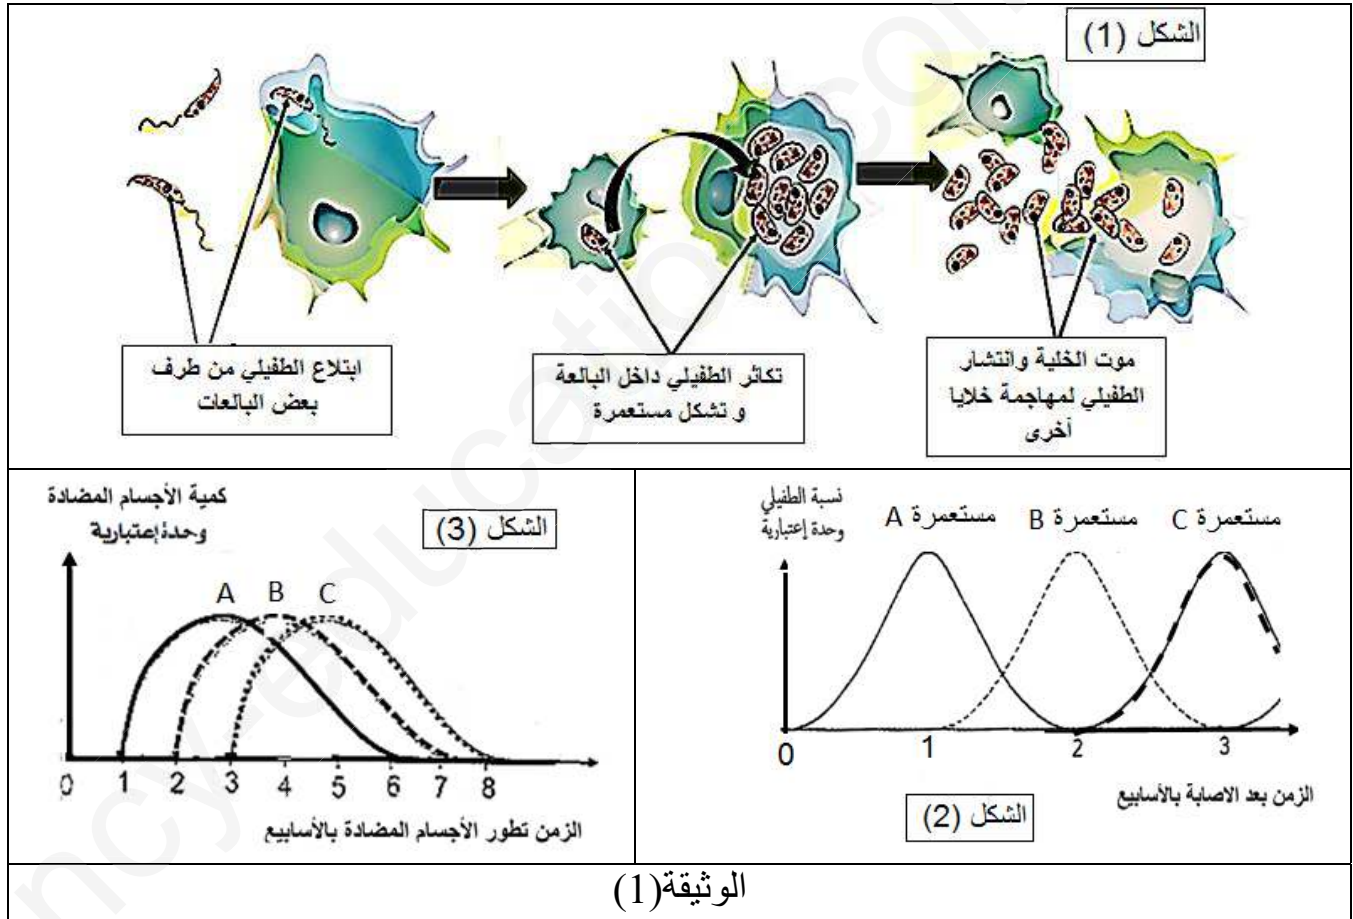 الشكل (1)
ابتلاع الطفيلي من طرف
بعض البالعات
تكاثر الطفيلي داخل البالعة
و تشكل مستعمرة
موت الخلية وانتشار
الطفيلي لمهاجمة خلايا
أخرى
نسبة الطفيلي
وحدة إعتبارية
مستعمرة A
مستعمرة B
مستعمرة C
0 1 2 3
الزمن بعد الاصابة بالأسابيع
الشكل (2)
كمية الأجسام المضادة
وحدة إعتبارية
الشكل (3)
A B C
0 1 2 3 4 5 6 7 8
الزمن تطور الأجسام المضادة بالأسابيع
الوثيقة(1)
ncy-education.com